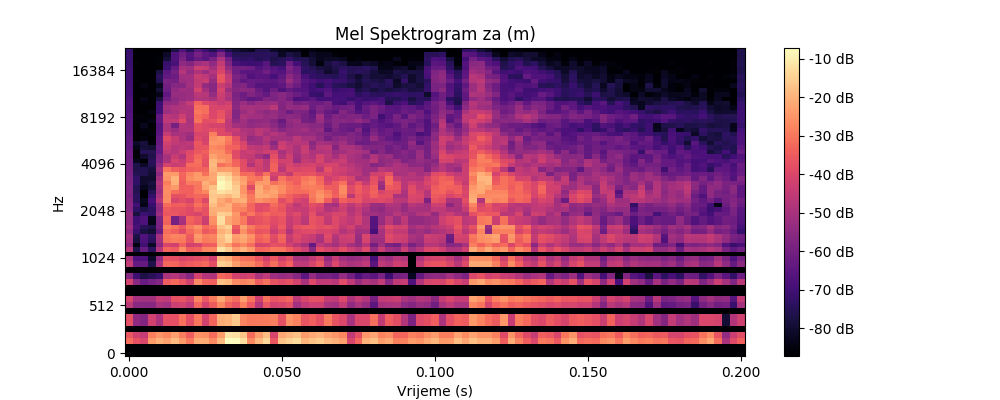 Mel Spektrogram za (m)
16384
8192
4096
2048
1024
512
0
Hz
0.000
0.050
0.100
0.150
0.200
Vrijeme (s)
-10 dB
-20 dB
-30 dB
-40 dB
-50 dB
-60 dB
-70 dB
-80 dB